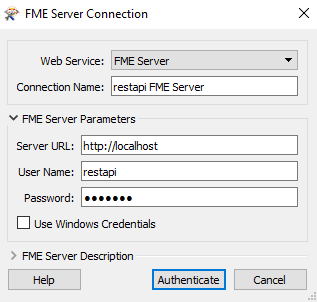 FME Server Connection
Web Service: FME Server
Connection Name: restapi FME Server
FME Server Parameters
Server URL: http://localhost
User Name: restapi
Password: ●●●●●●●
Use Windows Credentials
FME Server Description
Help Authenticate Cancel